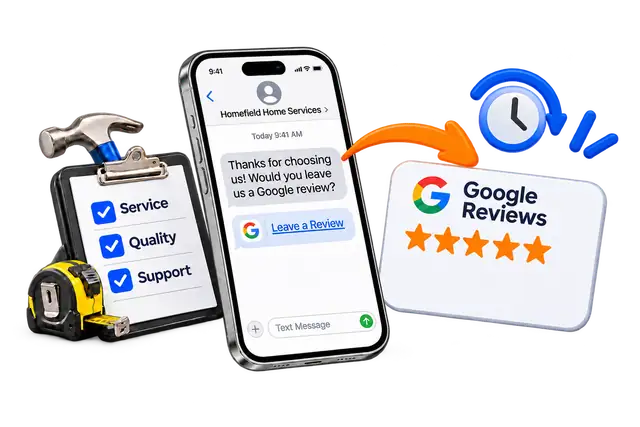 Service
Quality
Support
9:41
Homefield Home Services >
Today 9:41 AM
Thanks for choosing
us! Would you leave
us a Google review?
G Leave a Review
Text Message
G Google
Reviews